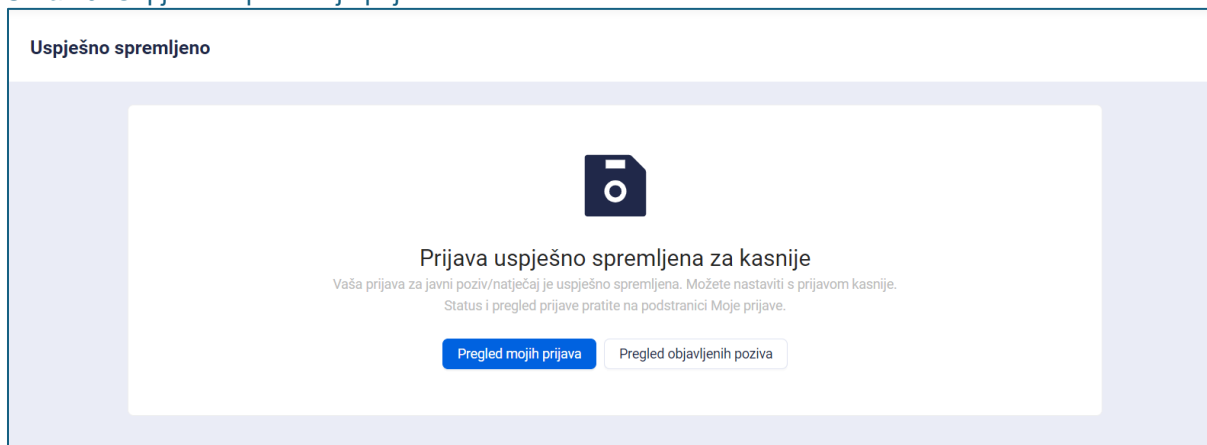 Uspješno spremljeno
Prijava uspješno spremljena za kasnije
Vaša prijava za javni poziv/natječaj je uspješno spremljena. Možete nastaviti s prijavom kasnije.
Status i pregled prijave pratite na podstranici Moje prijave.
Pregled mojih prijava Pregled objavljenih poziva